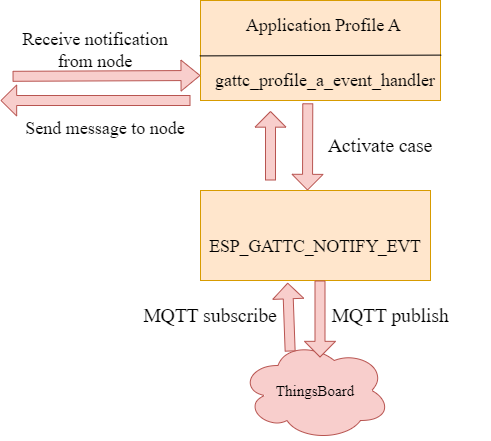 Application Profile A
Receive notification
from node
gattc_profile_a_event_handler
Send message to node
Activate case
ESP_GATTC_NOTIFY_EVT
MQTT subscribe
MQTT publish
ThingsBoard